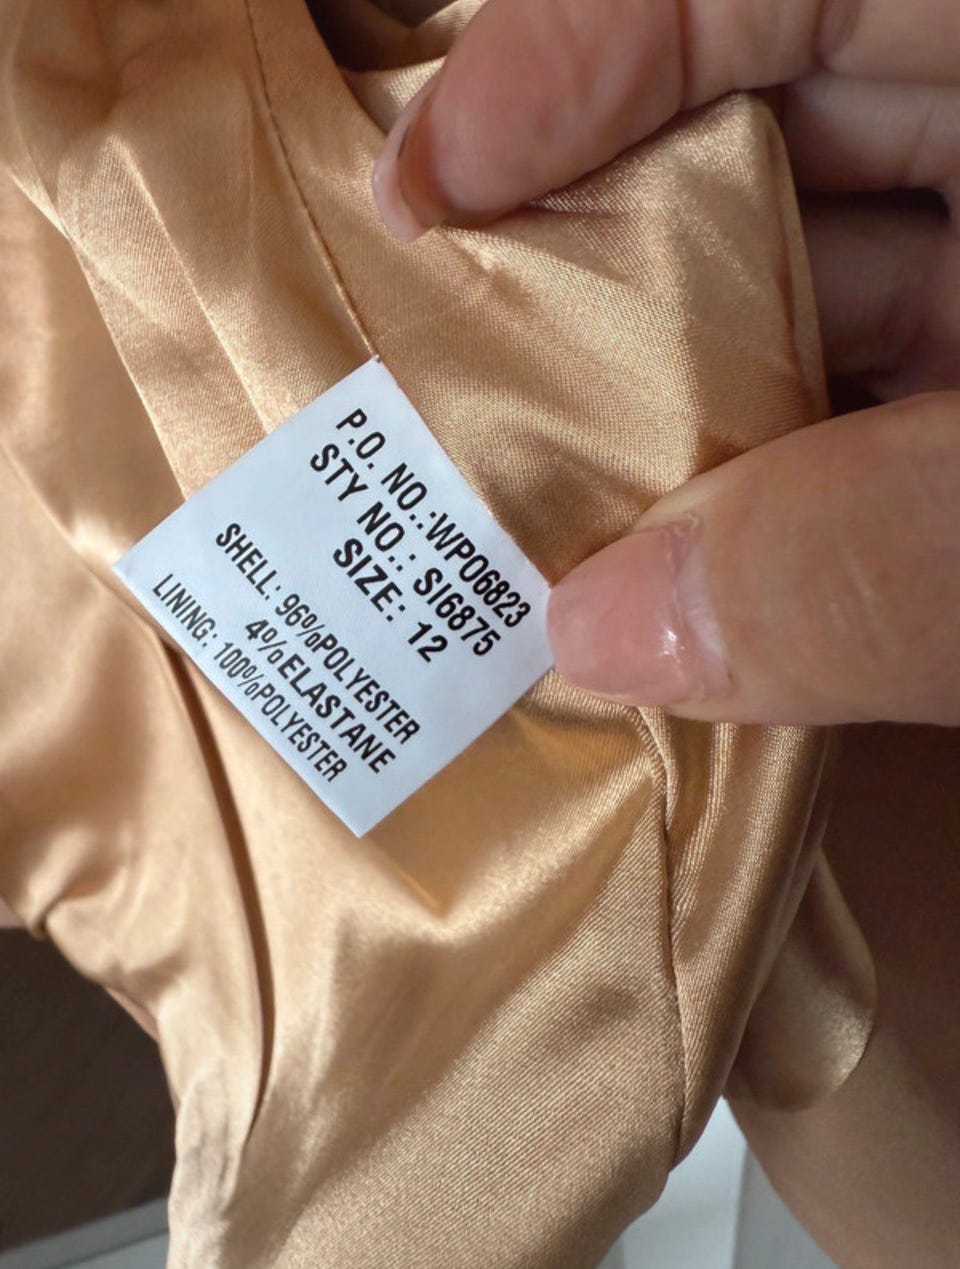 P.O. NO.:WP06823
STY NO.: SI6875
SIZE: 12
SHELL: 96%POLYESTER
4%ELASTANE
LINING: 100%POLYESTER